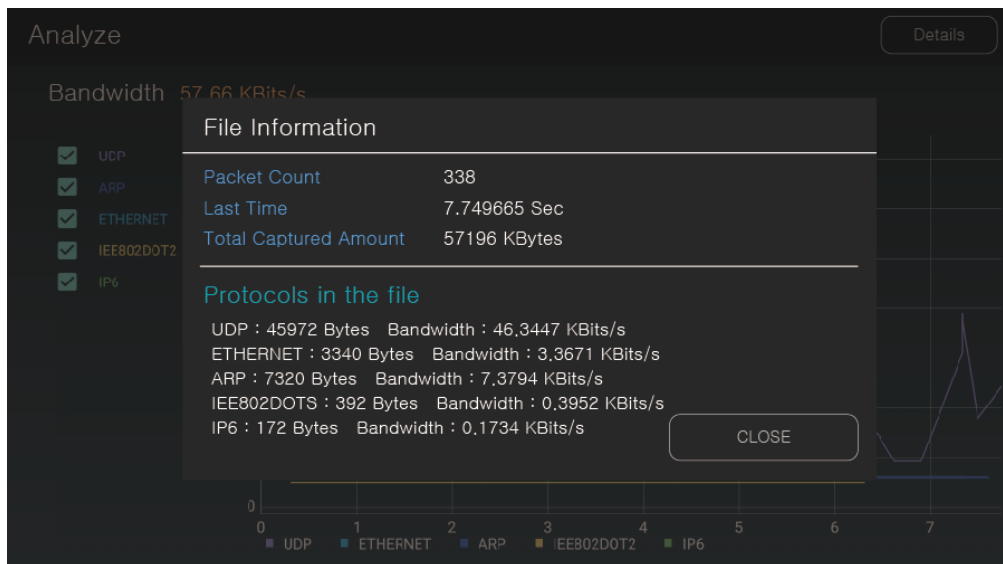 Analyze
Details
Bandwidth 57.66 KBits/s
UDP
ARP
ETHERNET
IEE802DOT2
IP6
File Information
Packet Count 338
Last Time 7.749665 Sec
Total Captured Amount 57196 KBytes
Protocols in the file
UDP : 45972 Bytes Bandwidth : 46.3447 KBits/s
ETHERNET : 3340 Bytes Bandwidth : 3.3671 KBits/s
ARP : 7320 Bytes Bandwidth : 7.3794 KBits/s
IEE802DOTS : 392 Bytes Bandwidth : 0.3952 KBits/s
IP6 : 172 Bytes Bandwidth : 0.1734 KBits/s
CLOSE
0
0 1 2 3 4 5 6 7
UDP ETHERNET ARP IEE802DOT2 IP6